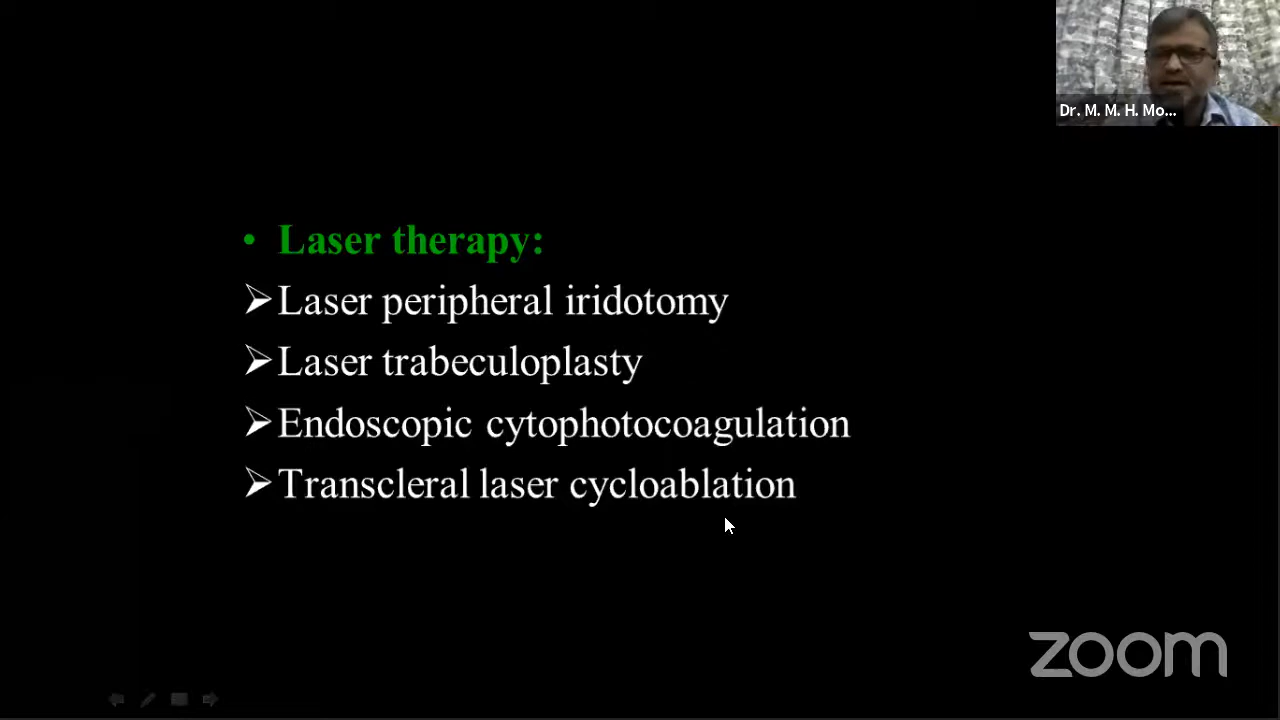 Dr. M. M. H. Mo...
• Laser therapy:
➢ Laser peripheral iridotomy
➢ Laser trabeculoplasty
➢ Endoscopic cytophotocoagulation
➢ Transcleral laser cycloablation
zoom